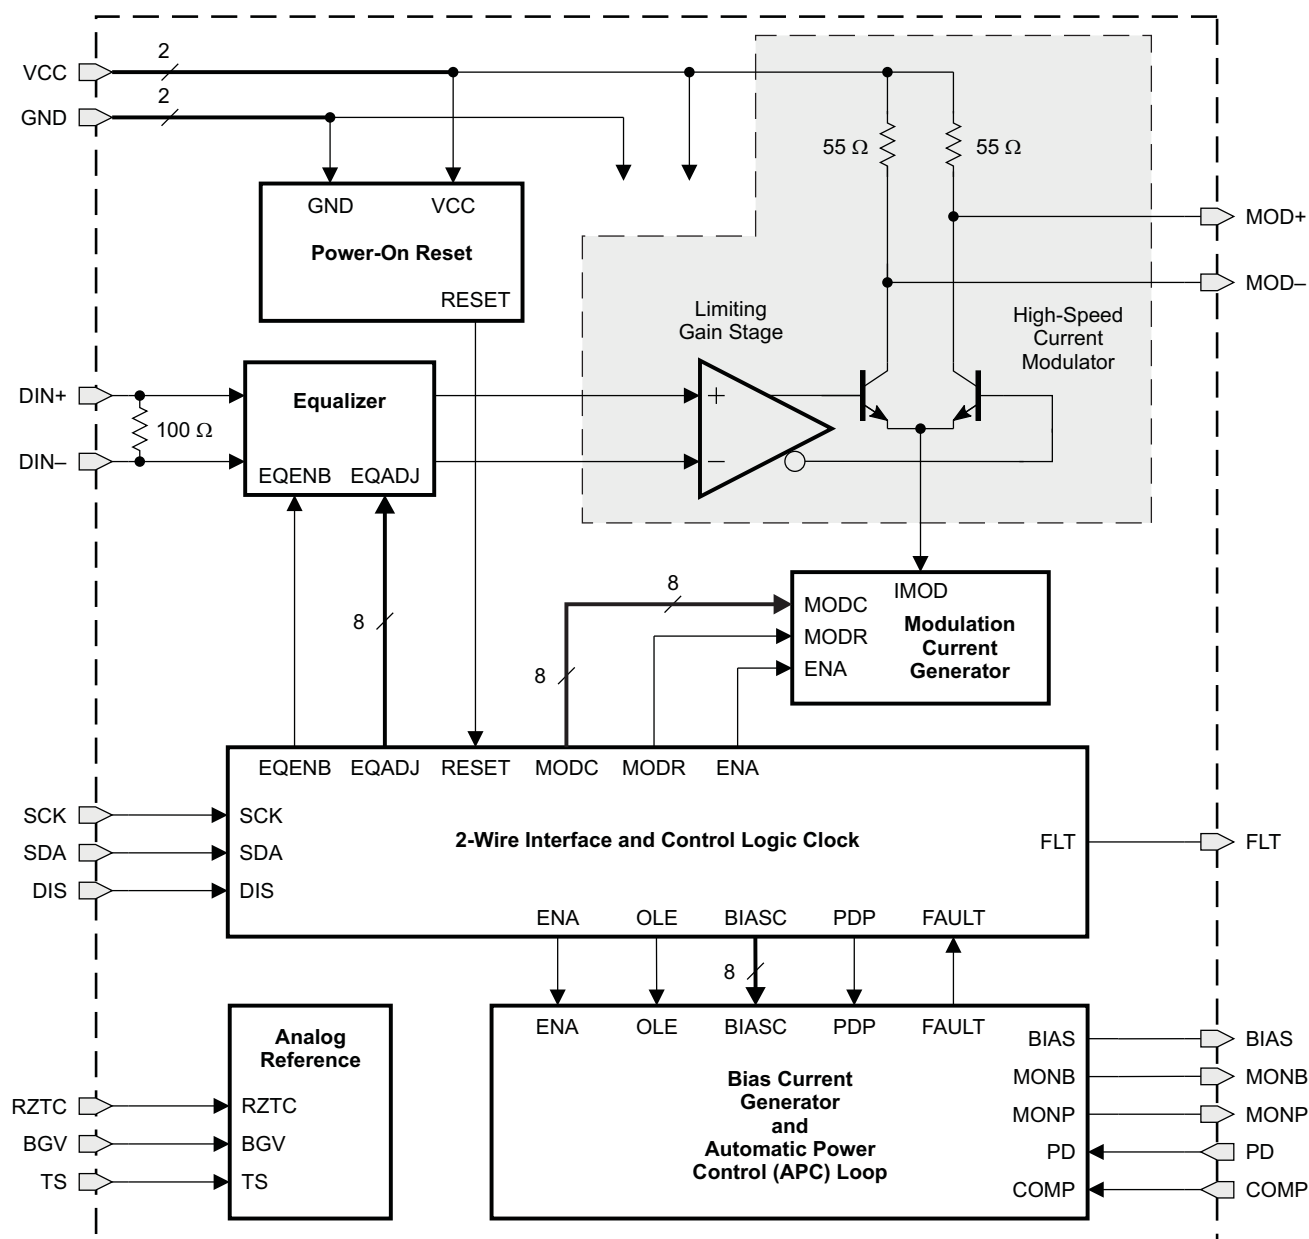 VCC
2
GND
2
55 Ω
55 Ω
GND VCC
Power-On Reset
RESET
MOD+
MOD–
Limiting
Gain Stage
High-Speed
Current
Modulator
DIN+
DIN–
100 Ω
Equalizer
EQENB EQADJ
+
–
8
8
8
IMOD
MODC
MODR
ENA
Modulation
Current
Generator
EQENB EQADJ RESET MODC MODR ENA
SCK
SDA
DIS
SCK
SDA
DIS
2-Wire Interface and Control Logic Clock
FLT
FLT
ENA OLE BIASC PDP FAULT
8
ENA OLE BIASC PDP FAULT
Analog
Reference
RZTC
BGV
TS
RZTC
BGV
TS
Bias Current
Generator
and
Automatic Power
Control (APC) Loop
BIAS
MONB
MONP
PD
COMP
BIAS
MONB
MONP
PD
COMP